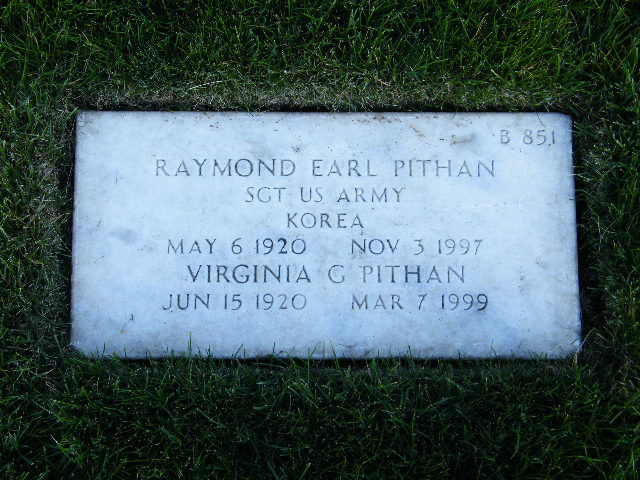 B 851
RAYMOND EARL PITHAN
SGT US ARMY
KOREA
MAY 6 1920 NOV 3 1997
VIRGINIA G PITHAN
JUN 15 1920 MAR 7 1999